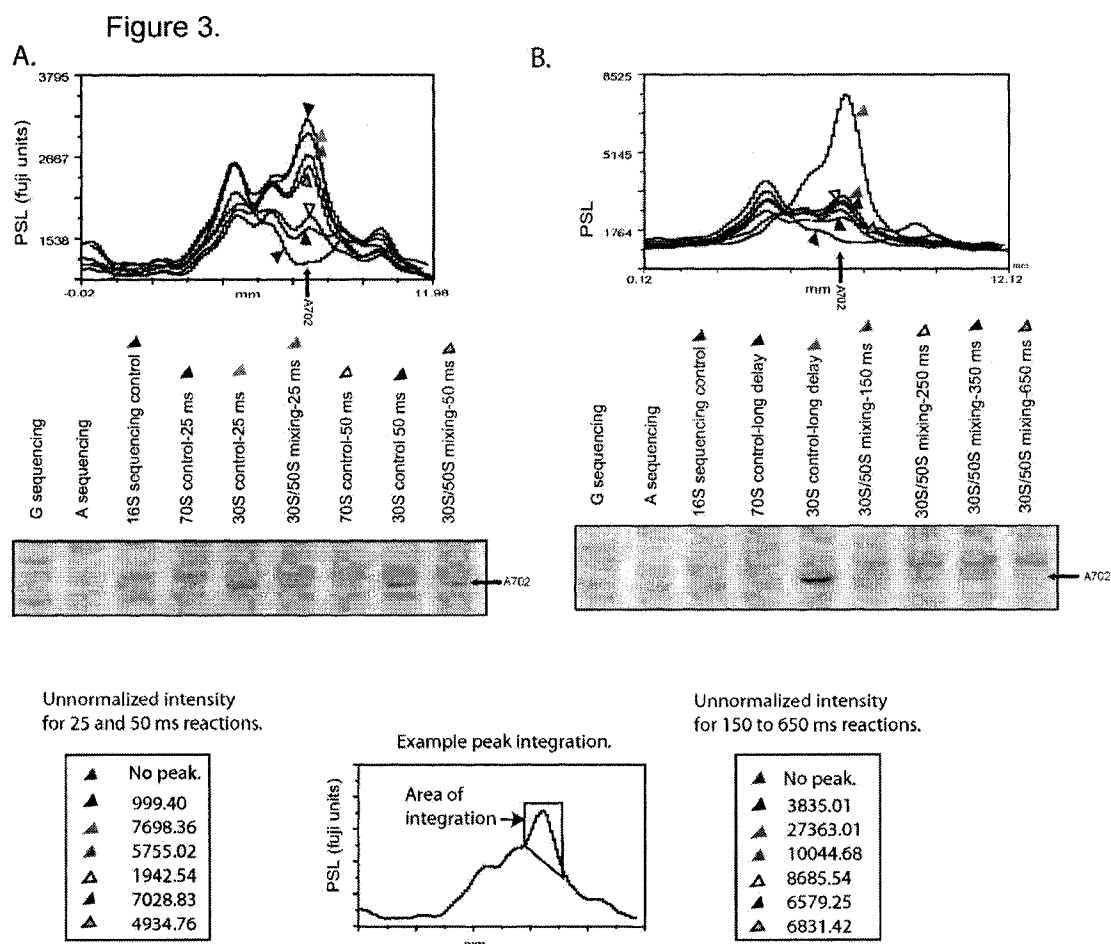 Figure 3.
A.
3795
2667
1538
PSL (fuji units)
-0.02
mm
11.98
A702
B.
8525
5145
1764
PSL
0.12
mm
12.12
mm
A702
G sequencing
A sequencing
16S sequencing control
70S control-25 ms
30S control-25 ms
30S/50S mixing-25 ms
70S control-50 ms
30S control 50 ms
30S/50S mixing-50 ms
A702
G sequencing
A sequencing
16S sequencing control
70S control-long delay
30S control-long delay
30S/50S mixing-150 ms
30S/50S mixing-250 ms
30S/50S mixing-350 ms
30S/50S mixing-650 ms
A702
Unnormalized intensity
for 25 and 50 ms reactions.
No peak.
999.40
7698.36
5755.02
1942.54
7028.83
4934.76
Example peak integration.
PSL (fuji units)
Area of
integration
mm
Unnormalized intensity
for 150 to 650 ms reactions.
No peak.
3835.01
27363.01
10044.68
8685.54
6579.25
6831.42